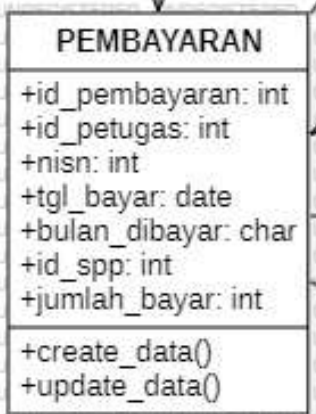 PEMBAYARAN
+id_pembayaran: int
+id_petugas: int
+nisn: int
+tgl_bayar: date
+bulan_dibayar: char
+id_spp: int
+jumlah_bayar: int
+create_data()
+update_data()